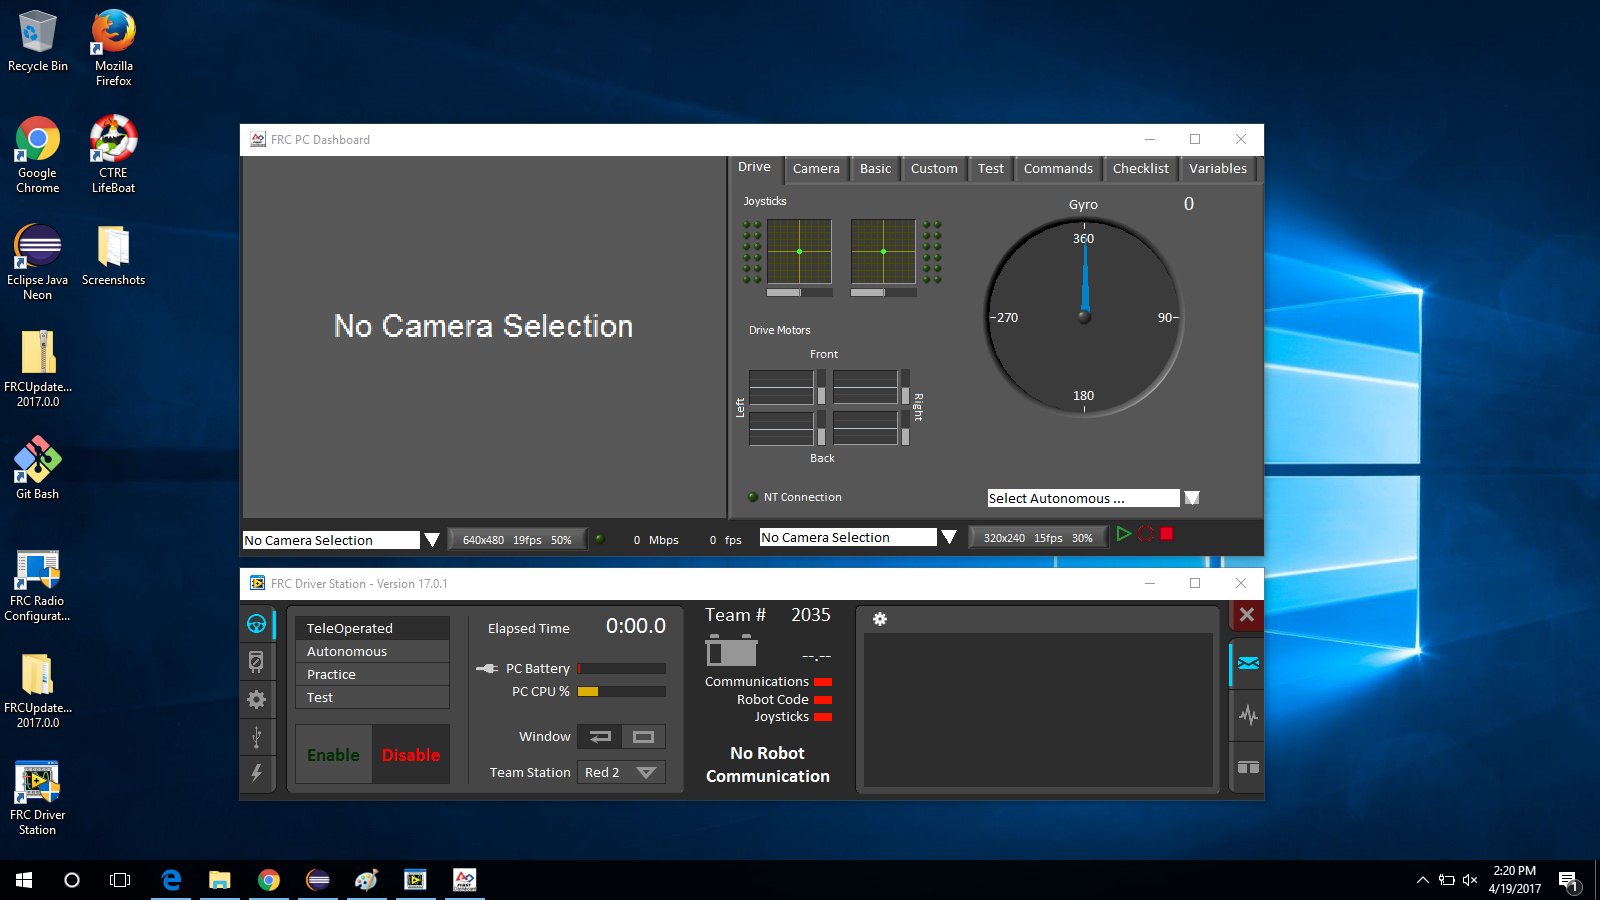 Recycle Bin
Mozilla
Firefox
Google
Chrome
CTRE
LifeBoat
Eclipse Java
Neon
Screenshots
FRCUpdate...
2017.0.0
Git Bash
FRC Radio
Configurat...
FRCUpdate...
2017.0.0
FRC Driver
Station
FRC PC Dashboard
No Camera Selection
Drive Camera Basic Custom Test Commands Checklist Variables
Joysticks
Gyro 0
360
270 90
180
Drive Motors
Front
Left
Right
Back
NT Connection
Select Autonomous ...
No Camera Selection 640x480 19fps 50% 0 Mbps 0 fps No Camera Selection 320x240 15fps 30%
FRC Driver Station - Version 17.0.1
TeleOperated
Autonomous
Practice
Test
Enable Disable
Elapsed Time 0:00.0
PC Battery
PC CPU %
Window
Team Station Red 2
Team # 2035
--.--
Communications
Robot Code
Joysticks
No Robot
Communication
2:20 PM
4/19/2017
1